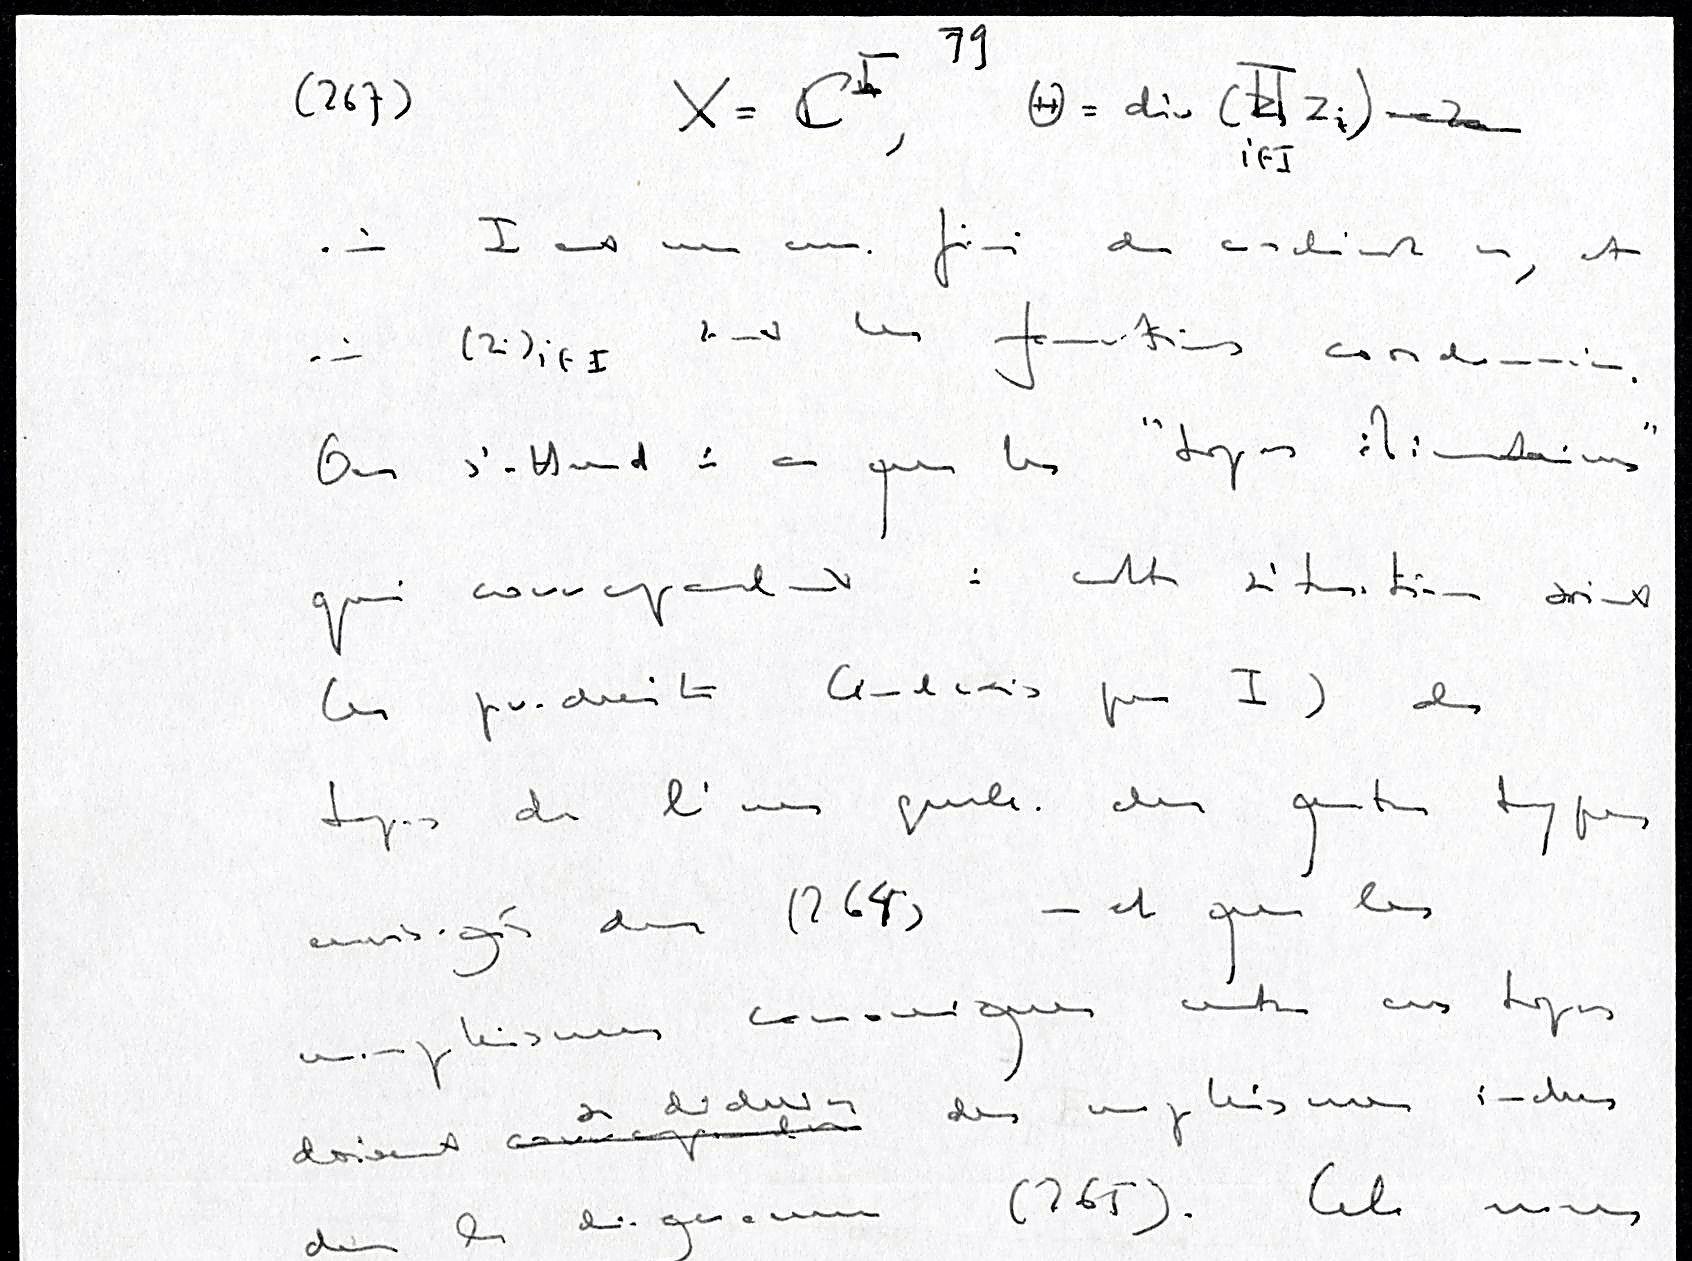 79
(267) X = ℂ^I, Θ = div (∏ z_i)
i∈I
où I est un ens. fini de cardinal n, et
où (z_i)_{i∈I} sont les fonctions coordonnées.
On s'attend à ce que les "topos élémentaires"
qui correspondent à cette situation soient
les produits (indexés par I) des
topos de l'un quelc. des quatre types
envisagés dans (264) – et que les
morphismes canoniques entre ces topos
se déduire
doivent correspondre des morphismes inclus
dans le diagramme (265). Cela nous